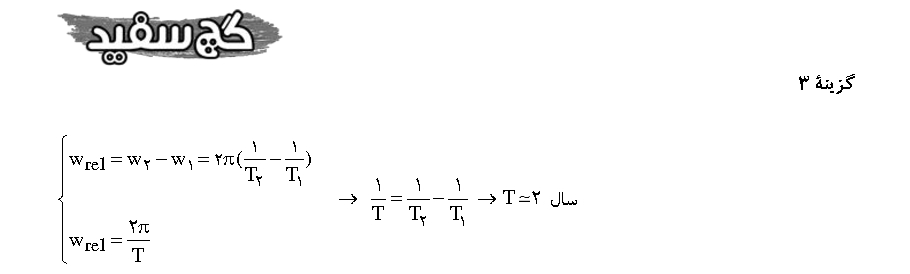 گچ سفید
گزینهٔ ۳
w_rel = w_۲ − w_۱ = ۲π(۱/T_۲ − ۱/T_۱)
w_rel = ۲π/T
→ ۱/T = ۱/T_۲ − ۱/T_۱ → T ≃ ۲ سال